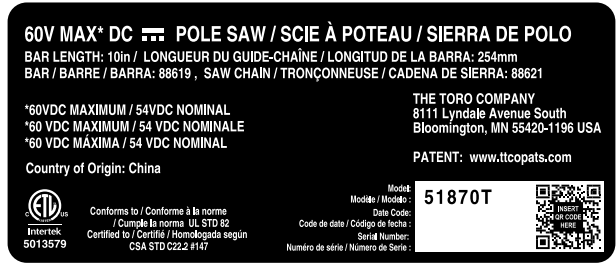 60V MAX* DC POLE SAW / SCIE À POTEAU / SIERRA DE POLO
BAR LENGTH: 10in / LONGUEUR DU GUIDE-CHAÎNE / LONGITUD DE LA BARRA: 254mm
BAR / BARRE / BARRA: 88619 , SAW CHAIN / TRONÇONNEUSE / CADENA DE SIERRA: 88621
*60VDC MAXIMUM / 54VDC NOMINAL
*60 VDC MAXIMUM / 54 VDC NOMINALE
*60 VDC MÁXIMA / 54 VDC NOMINAL
Country of Origin: China
THE TORO COMPANY
8111 Lyndale Avenue South
Bloomington, MN 55420-1196 USA
PATENT: www.ttcopats.com
C ETL US
Intertek
5013579
Conforms to / Conforme à la norme
/ Cumple la norma UL STD 82
Certified to / Certifié / Homologada según
CSA STD C22.2 #147
Model:
Modèle / Modelo :
51870T
Date Code:
Code de date / Código de fecha :
Serial Number:
Numéro de série / Número de Serie :
INSERT
QR CODE
HERE